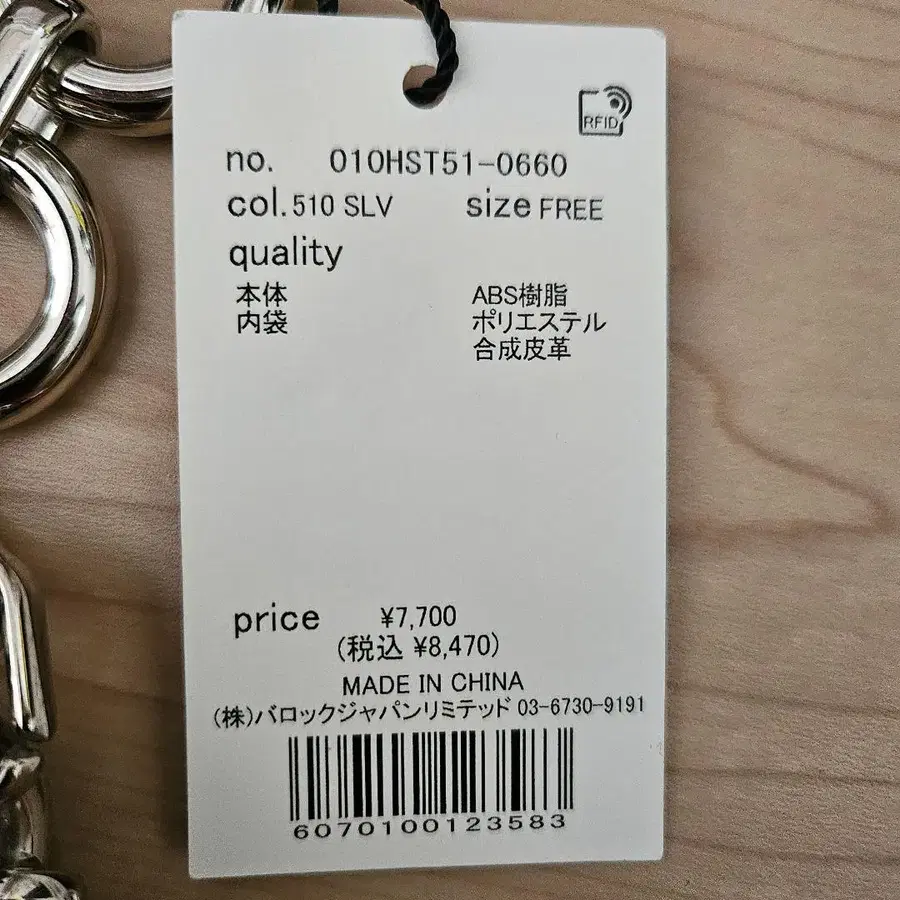 RFID
no. 010HST51-0660
col.510 SLV size FREE
quality
本体 ABS樹脂
内袋 ポリエステル
合成皮革
price ¥7,700
(税込 ¥8,470)
MADE IN CHINA
(株)バロックジャパンリミテッド 03-6730-9191
6070100123583